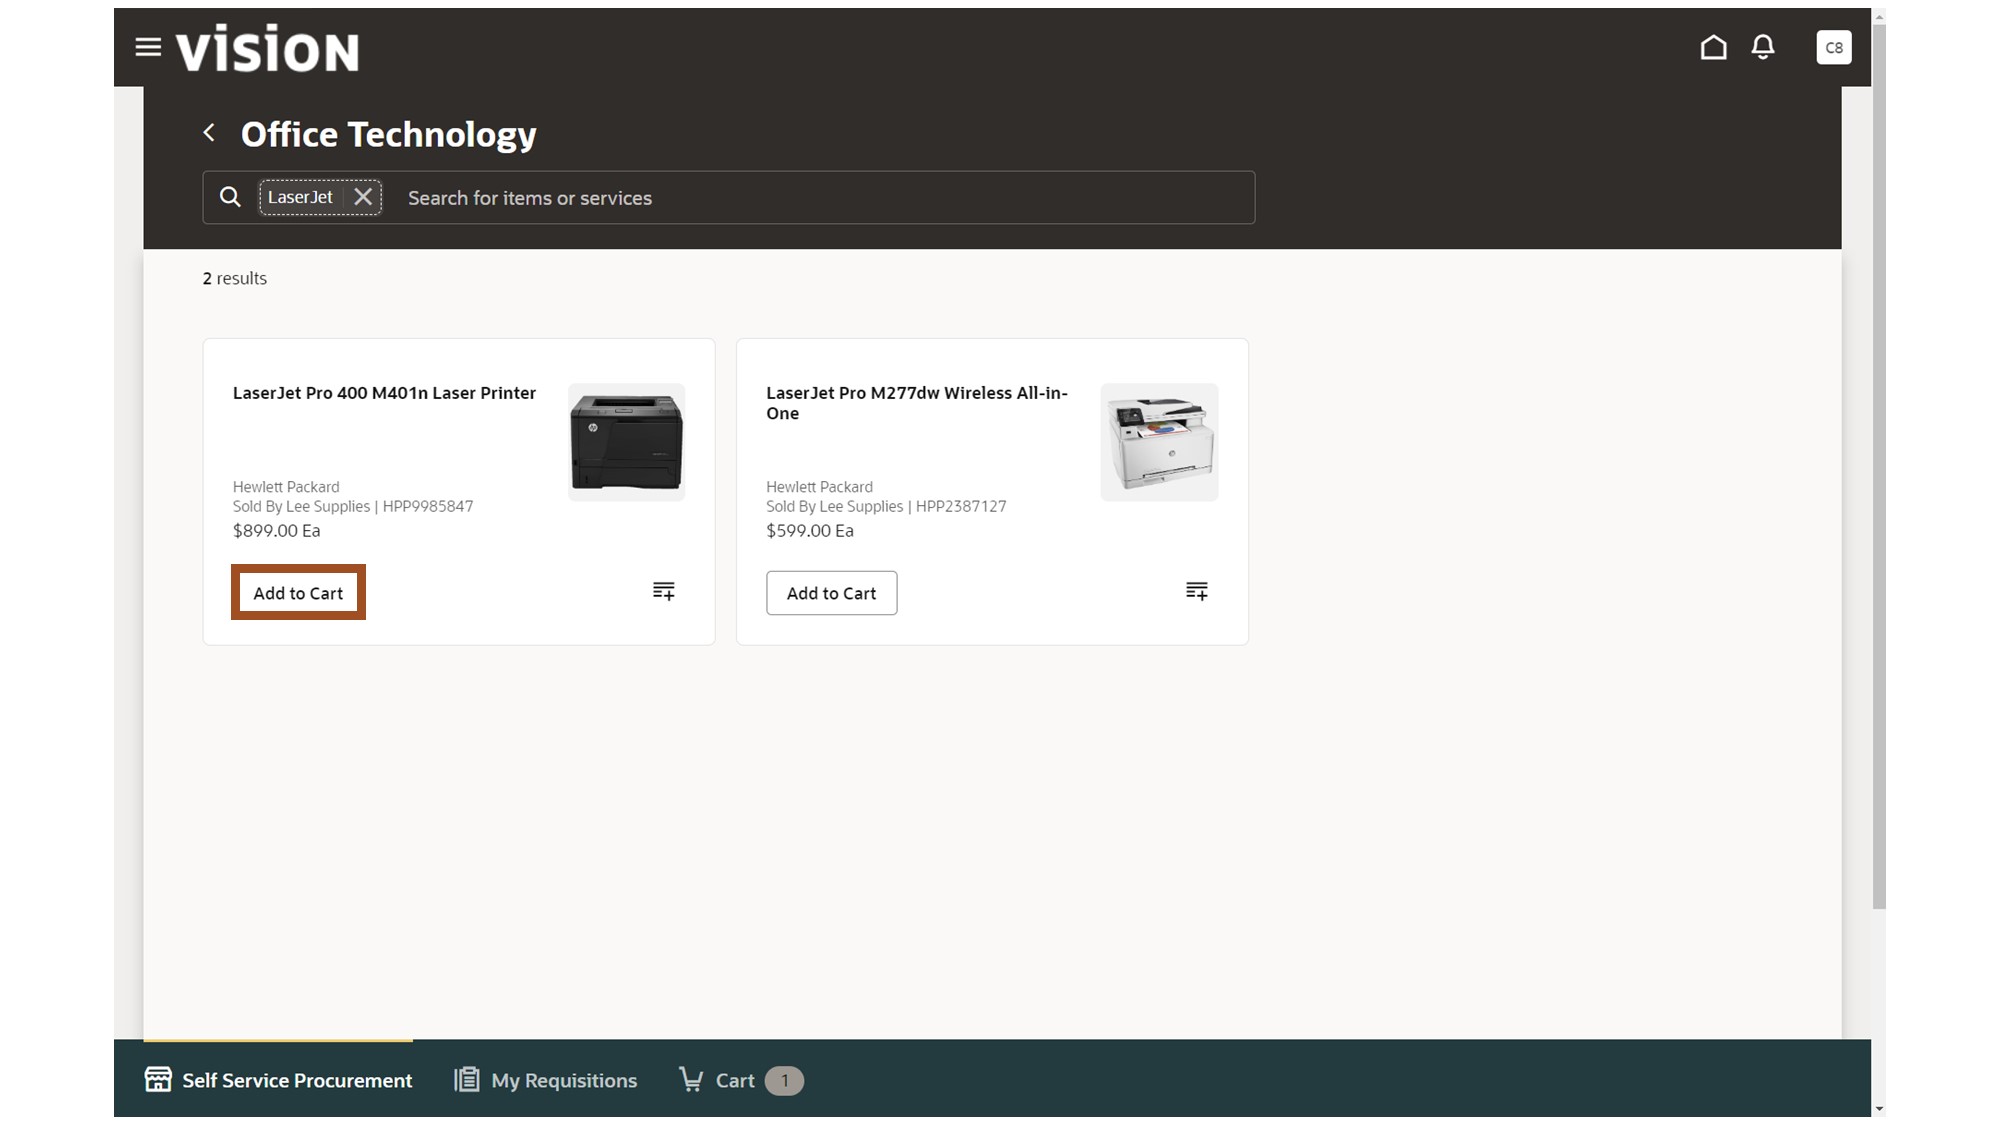 vision
C8
Office Technology
LaserJet
Search for items or services
2 results
LaserJet Pro 400 M401n Laser Printer
Hewlett Packard
Sold By Lee Supplies | HPP9985847
$899.00 Ea
Add to Cart
LaserJet Pro M277dw Wireless All-in-
One
Hewlett Packard
Sold By Lee Supplies | HPP2387127
$599.00 Ea
Add to Cart
Self Service Procurement
My Requisitions
Cart 1